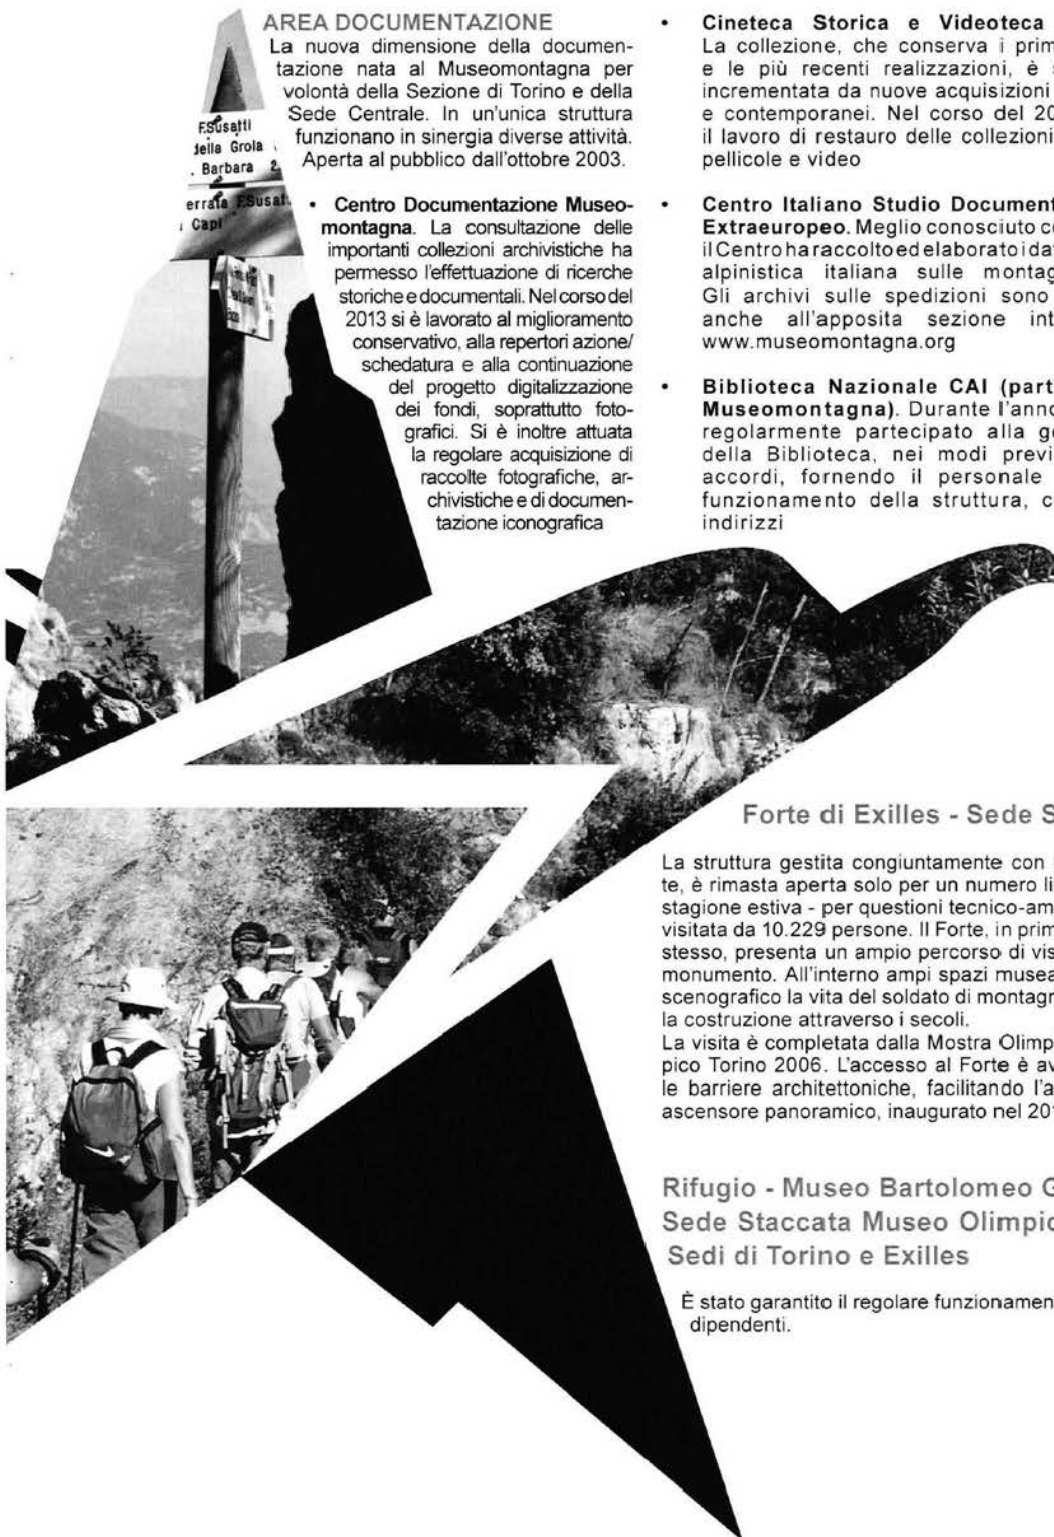 AREA DOCUMENTAZIONE
La nuova dimensione della documen-
tazione nata al Museomontagna per
volontà della Sezione di Torino e della
Sede Centrale. In un'unica struttura
funzionano in sinergia diverse attività.
Aperta al pubblico dall'ottobre 2003.
• Centro Documentazione Museo-
montagna. La consultazione delle
importanti collezioni archivistiche ha
permesso l'effettuazione di ricerche
storiche e documentali. Nel corso del
2013 si è lavorato al miglioramento
conservativo, alla repertori azione/
schedatura e alla continuazione
del progetto digitalizzazione
dei fondi, soprattutto foto-
grafici. Si è inoltre attuata
la regolare acquisizione di
raccolte fotografiche, ar-
chivistiche e di documen-
tazione iconografica
• Cineteca Storica e Videoteca
La collezione, che conserva i prim
e le più recenti realizzazioni, è
incrementata da nuove acquisizioni
e contemporanei. Nel corso del 20
il lavoro di restauro delle collezioni
pellicole e video
• Centro Italiano Studio Document
Extraeuropeo. Meglio conosciuto co
il Centro ha raccolto ed elaborato i da
alpinistica italiana sulle montag
Gli archivi sulle spedizioni sono
anche all'apposita sezione int
www.museomontagna.org
• Biblioteca Nazionale CAI (part
Museomontagna). Durante l'anno
regolarmente partecipato alla ge
della Biblioteca, nei modi previ
accordi, fornendo il personale
funzionamento della struttura, c
indirizzi
F.Susatti
della Grola
. Barbara 2
errata F.Susat
Capi
Forte di Exilles - Sede S
La struttura gestita congiuntamente con
te, è rimasta aperta solo per un numero li
stagione estiva - per questioni tecnico-am
visitata da 10.229 persone. Il Forte, in prim
stesso, presenta un ampio percorso di vis
monumento. All'interno ampi spazi musea
scenografico la vita del soldato di montagn
la costruzione attraverso i secoli.
La visita è completata dalla Mostra Olimp
pico Torino 2006. L'accesso al Forte è av
le barriere architettoniche, facilitando l'a
ascensore panoramico, inaugurato nel 201
Rifugio - Museo Bartolomeo G
Sede Staccata Museo Olimpic
Sedi di Torino e Exilles
È stato garantito il regolare funzionamen
dipendenti.